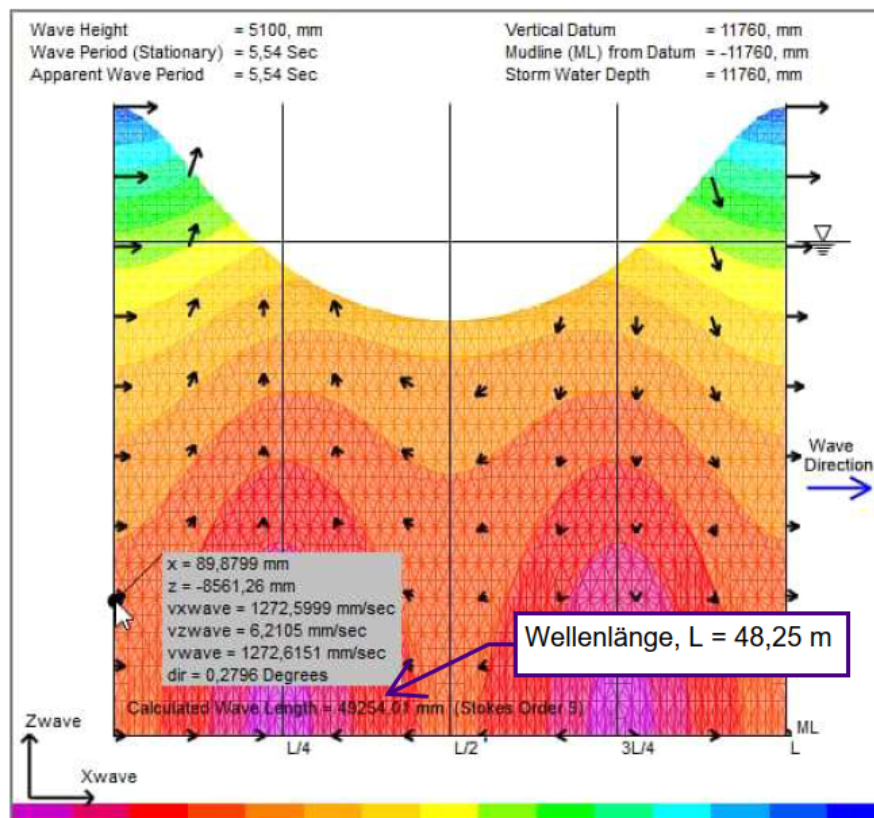 Wave Height = 5100, mm
Wave Period (Stationary) = 5,54 Sec
Apparent Wave Period = 5,54 Sec
Vertical Datum = 11760, mm
Mudline (ML) from Datum = -11760, mm
Storm Water Depth = 11760, mm
Wave
Direction
x = 89,8799 mm
z = -8561,26 mm
vxwave = 1272,5999 mm/sec
vzwave = 6,2105 mm/sec
vwave = 1272,6151 mm/sec
dir = 0,2796 Degrees
Wellenlänge, L = 48,25 m
Calculated Wave Length = 49254,01 mm (Stokes Order 5)
Zwave
Xwave
L/4
L/2
3L/4
L
ML